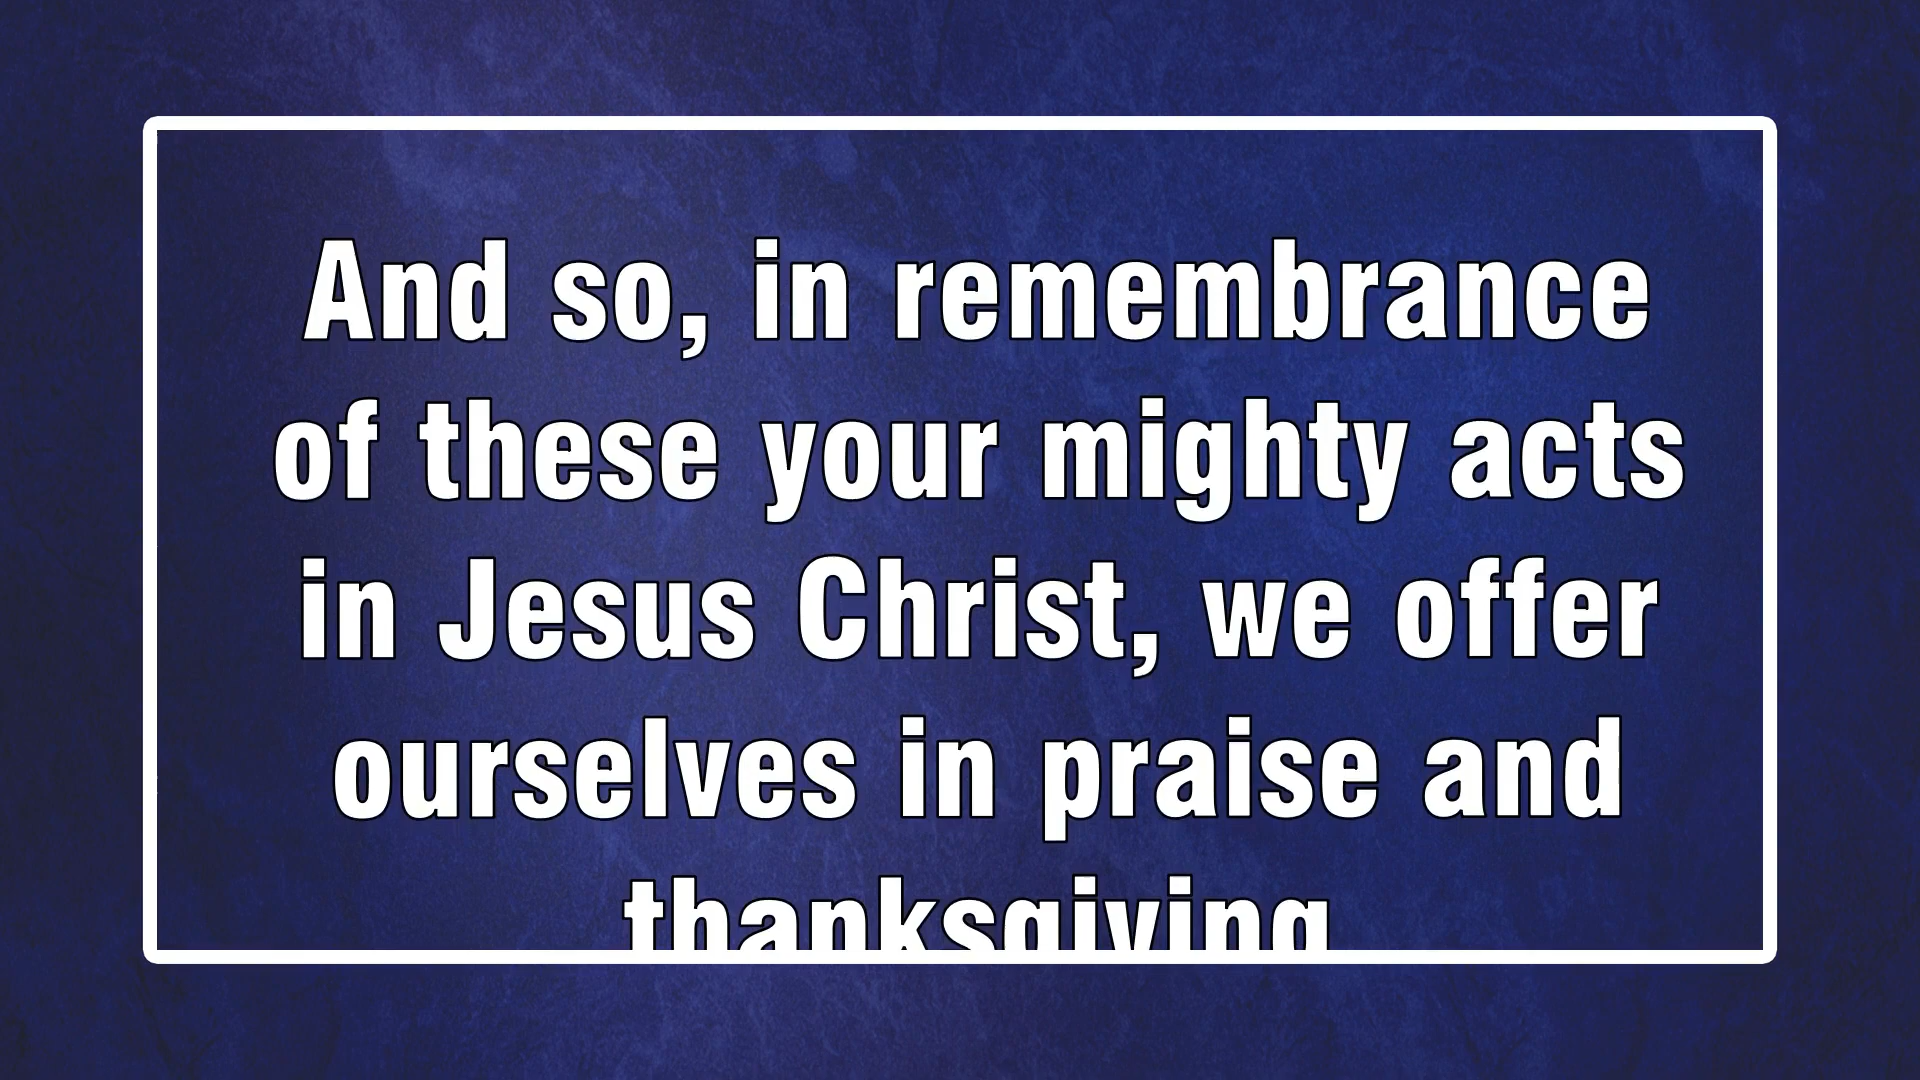 And so, in remembrance
of these your mighty acts
in Jesus Christ, we offer
ourselves in praise and
thanksgiving